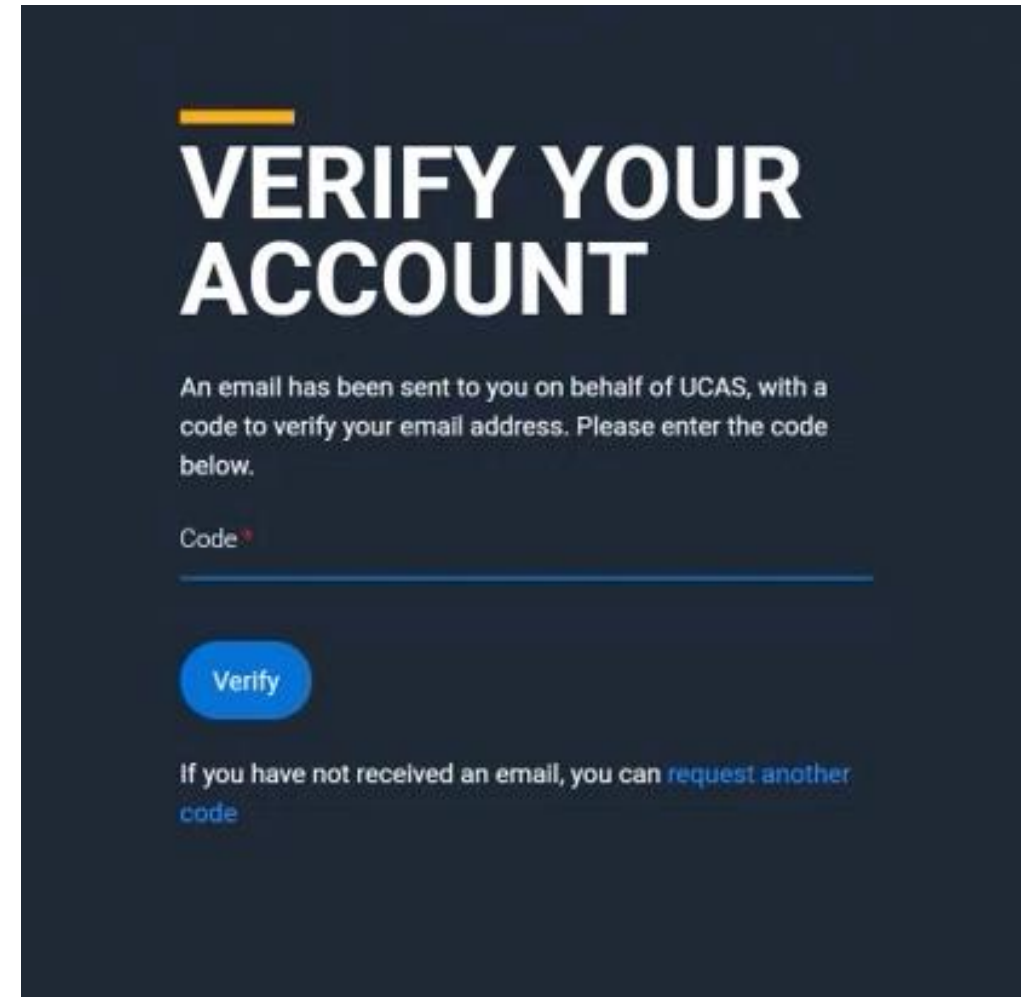 VERIFY YOUR
ACCOUNT
An email has been sent to you on behalf of UCAS, with a
code to verify your email address. Please enter the code
below.
Code*
Verify
If you have not received an email, you can request another
code